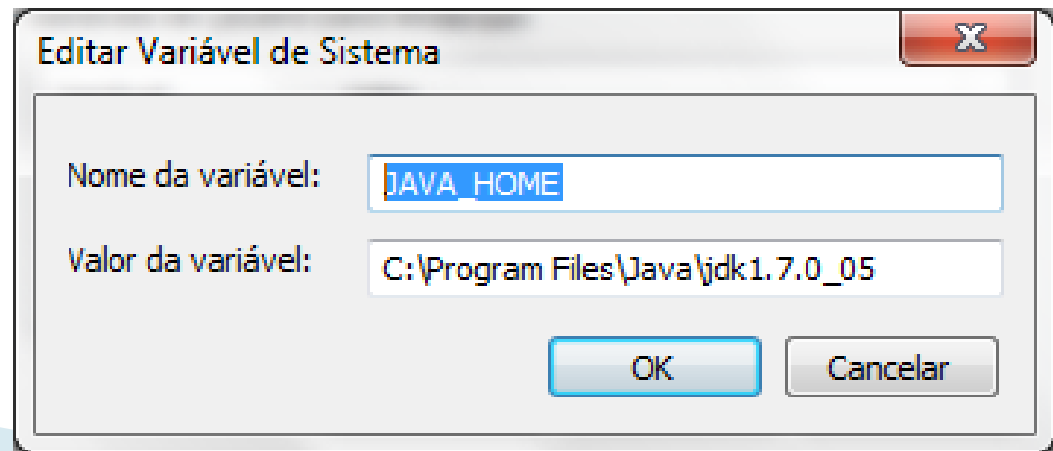 Editar Variável de Sistema
Nome da variável: JAVA_HOME
Valor da variável: C:\Program Files\Java\jdk1.7.0_05
OK Cancelar